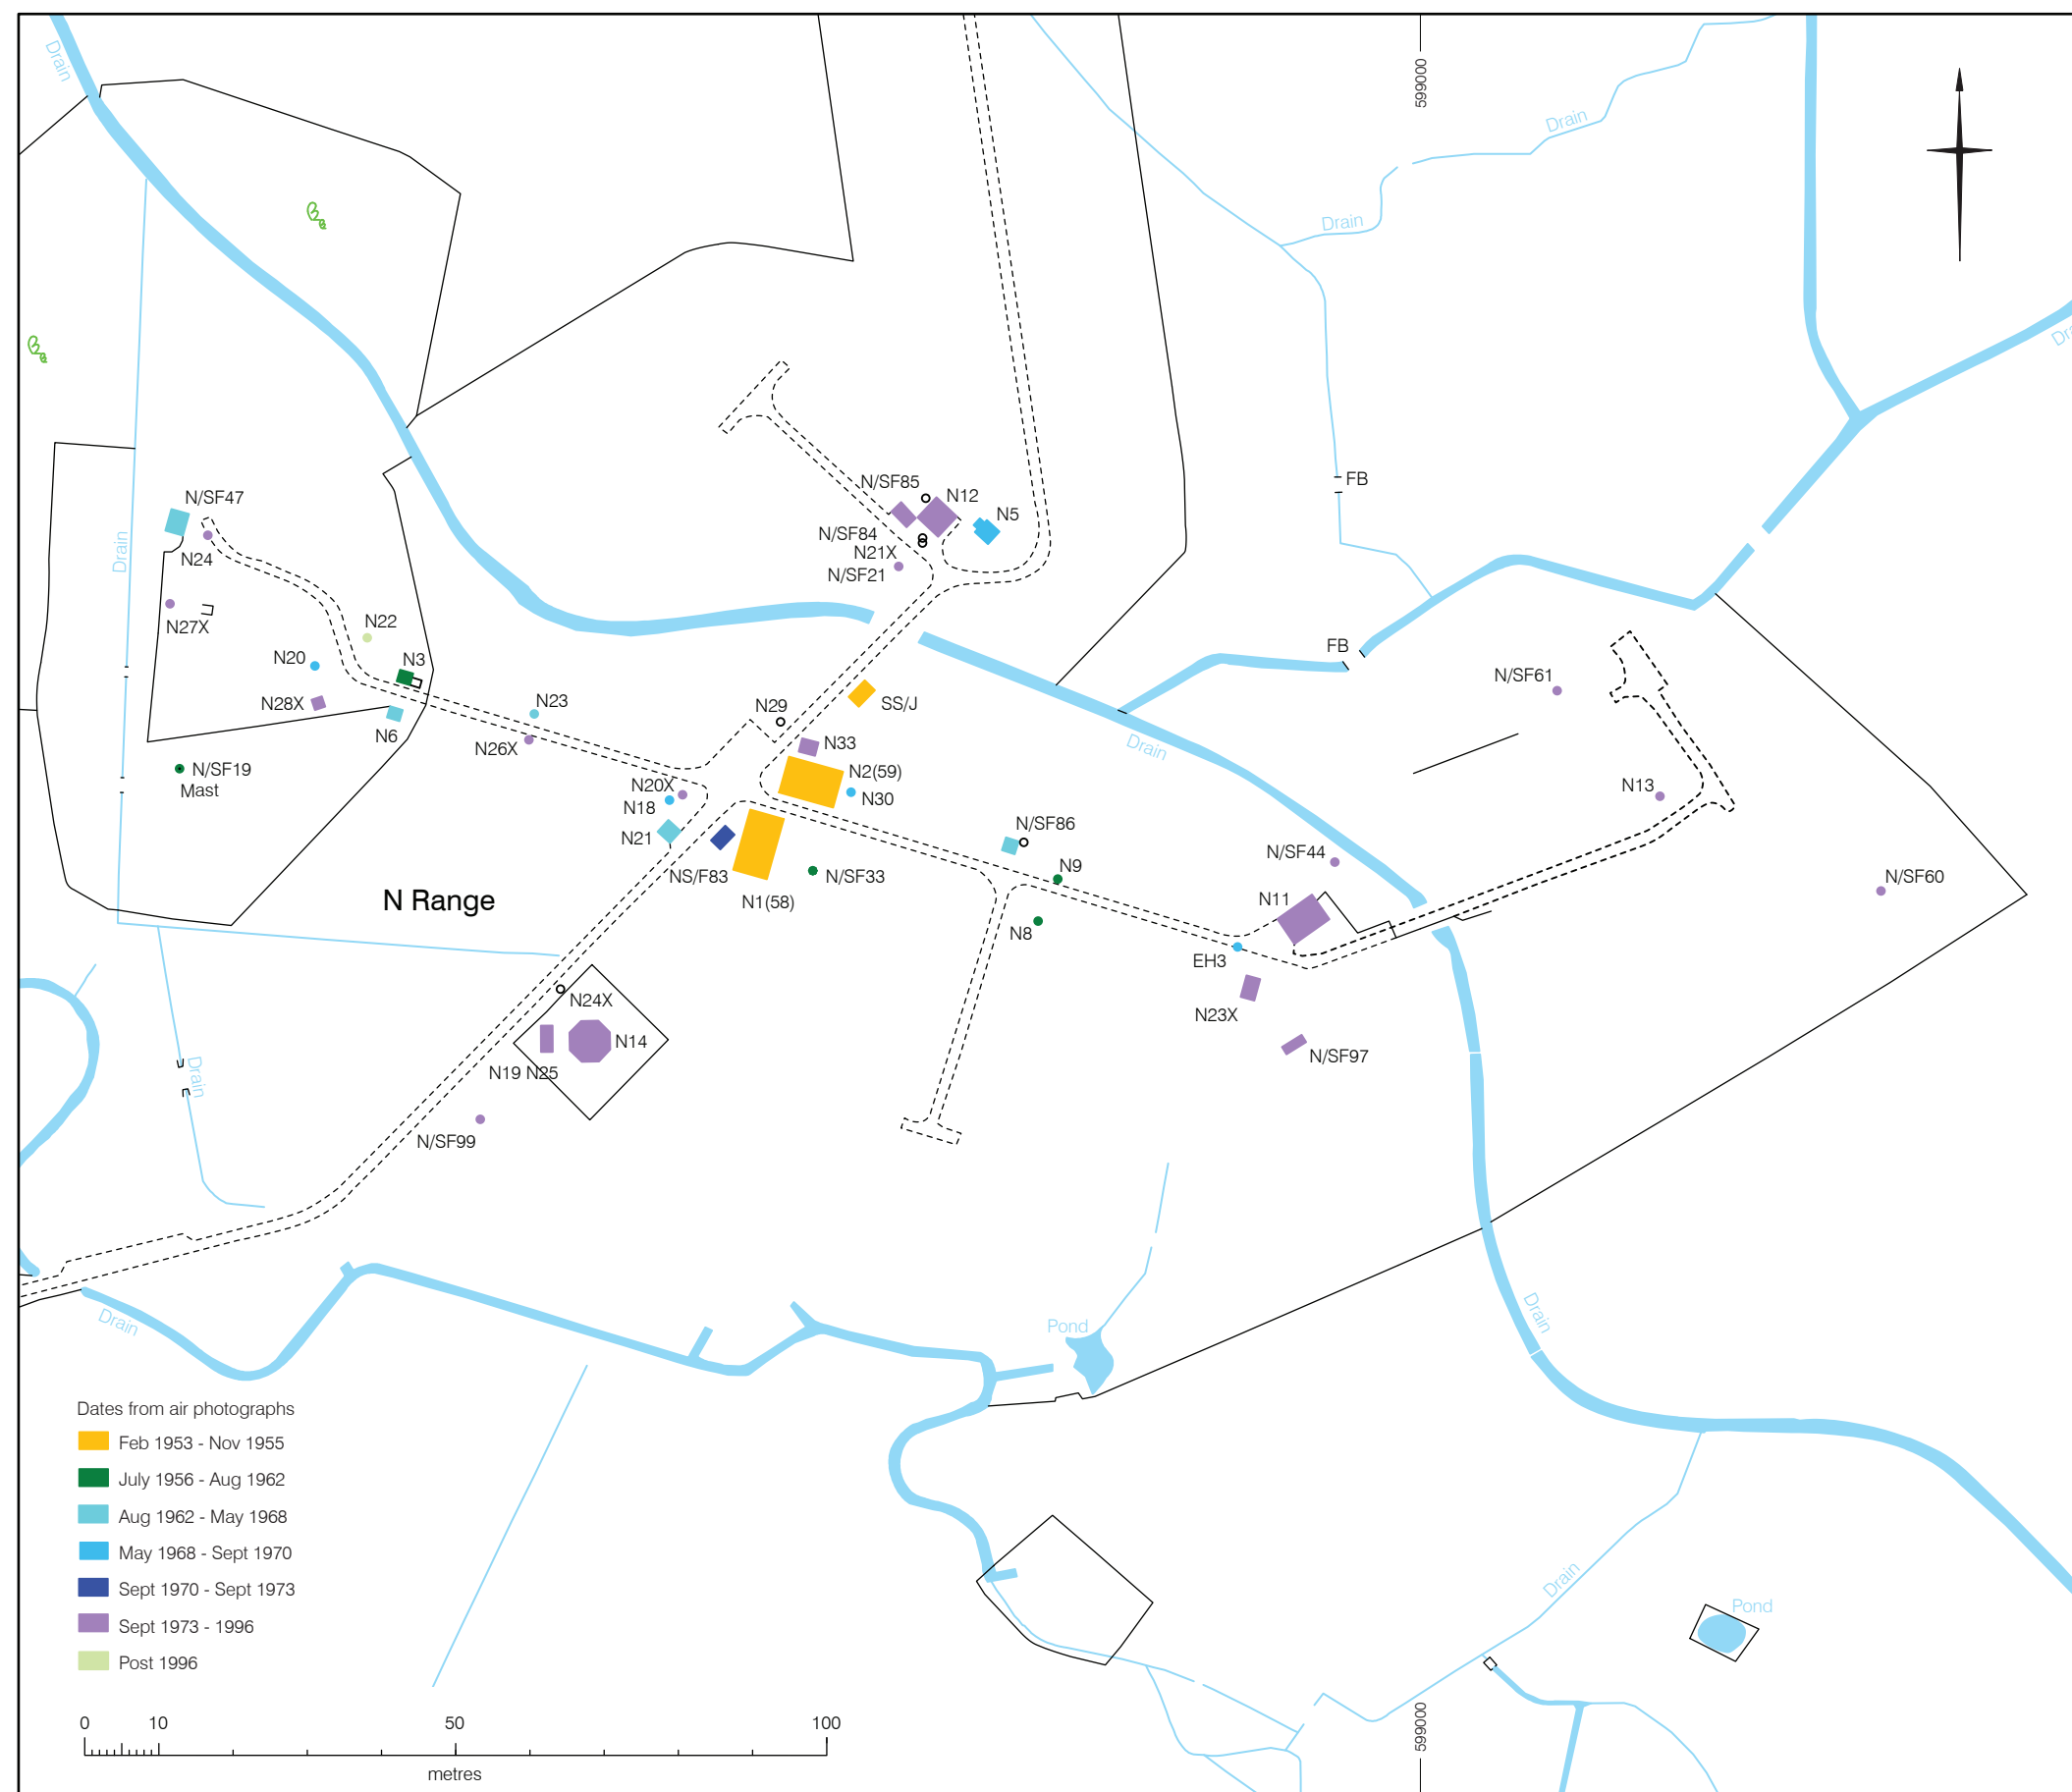 Drain
599000
Drain
Drain
Drain
FB
N/SF85
N12
N/SF47
N5
N/SF84
N21X
N24
Drain
N/SF21
N22
N27X
FB
N3
N20
N/SF61
N28X
N23
N29
SS/J
N6
N26X
N33
Drain
N/SF19
Mast
N2(59)
N20X
N30
N13
N18
N21
N/SF86
N/SF44
N9
NS/F83
N/SF33
N/SF60
N Range
N1(58)
N11
N8
EH3
N24X
N23X
N14
N/SF97
N19 N25
Drain
N/SF99
Drain
Drain
Pond
Dates from air photographs
Feb 1953 - Nov 1955
July 1956 - Aug 1962
Aug 1962 - May 1968
May 1968 - Sept 1970
Sept 1970 - Sept 1973
Sept 1973 - 1996
Post 1996
Drain
Pond
0 10 50 100
metres
599000